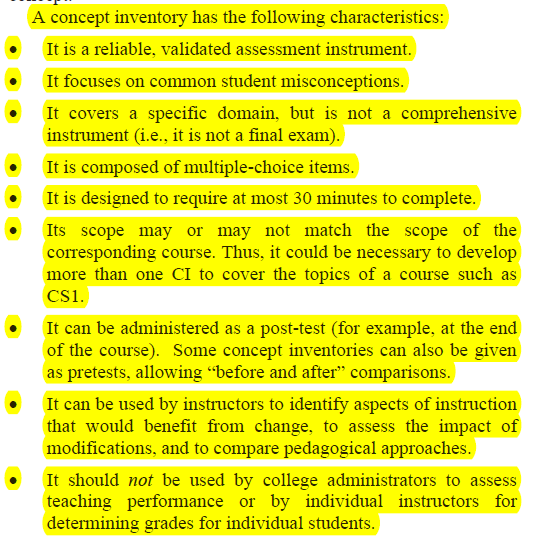 A concept inventory has the following characteristics:
• It is a reliable, validated assessment instrument.
• It focuses on common student misconceptions.
• It covers a specific domain, but is not a comprehensive
instrument (i.e., it is not a final exam).
• It is composed of multiple-choice items.
• It is designed to require at most 30 minutes to complete.
• Its scope may or may not match the scope of the
corresponding course. Thus, it could be necessary to develop
more than one CI to cover the topics of a course such as
CS1.
• It can be administered as a post-test (for example, at the end
of the course).  Some concept inventories can also be given
as pretests, allowing “before and after” comparisons.
• It can be used by instructors to identify aspects of instruction
that would benefit from change, to assess the impact of
modifications, and to compare pedagogical approaches.
• It should not be used by college administrators to assess
teaching performance or by individual instructors for
determining grades for individual students.